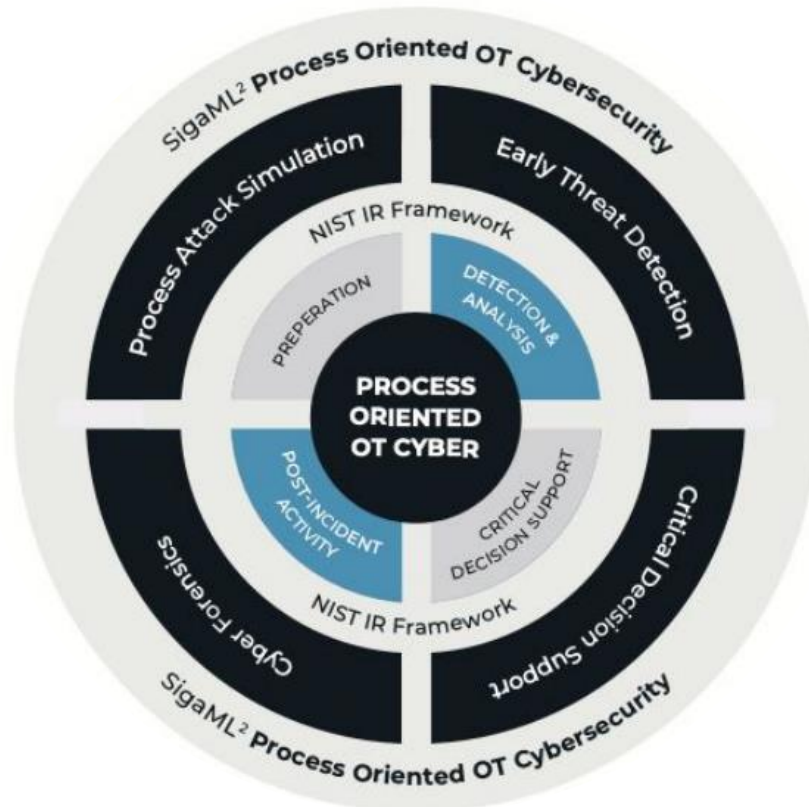 SigaML² Process Oriented OT Cybersecurity
Process Attack Simulation
Early Threat Detection
NIST IR Framework
PREPERATION
DETECTION &
ANALYSIS
PROCESS
ORIENTED
OT CYBER
POST-INCIDENT
ACTIVITY
CRITICAL
DECISION SUPPORT
NIST IR Framework
Cyber Forensics
Critical Decision Support
SigaML² Process Oriented OT Cybersecurity